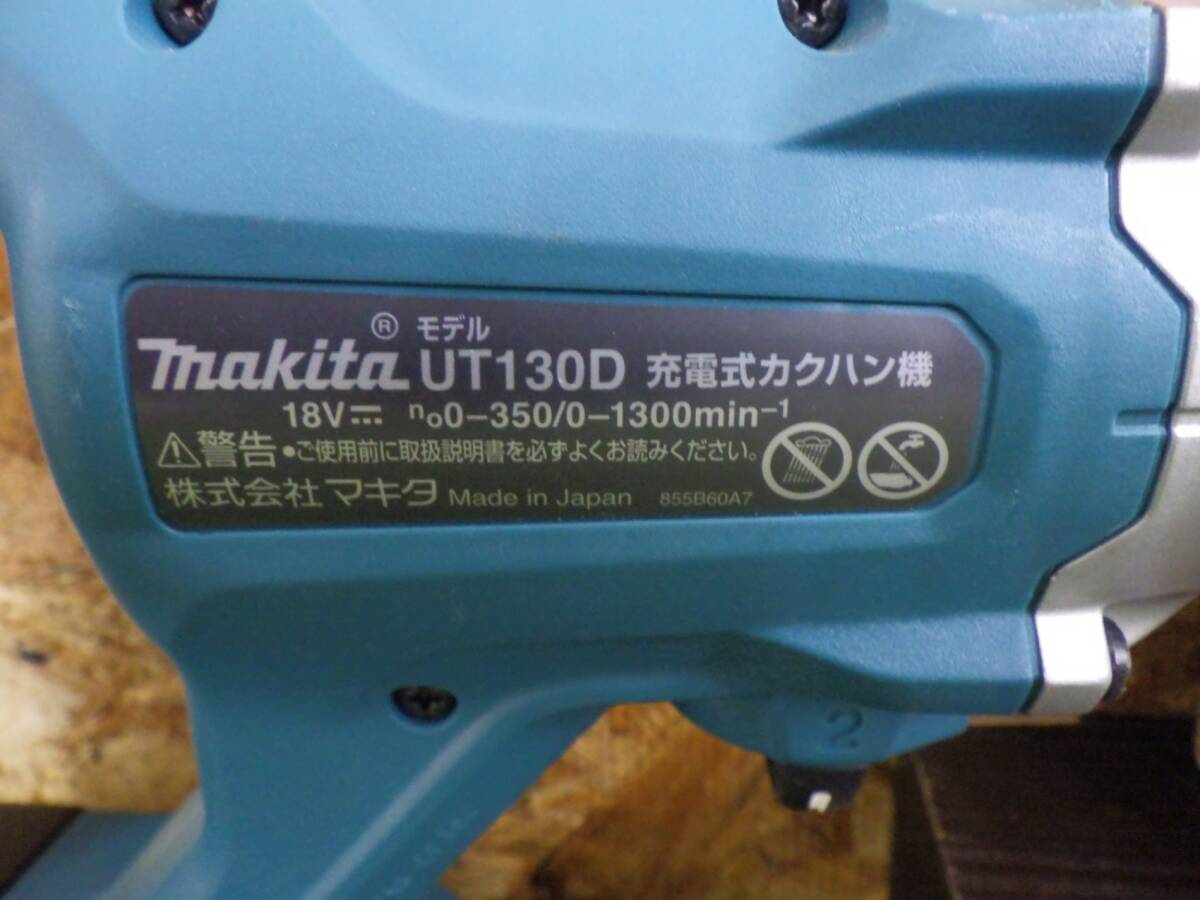 makita® モデル UT130D 充電式カクハン機
18V⎓ n₀0-350/0-1300min⁻¹
⚠警告 •ご使用前に取扱説明書を必ずよくお読みください。
株式会社マキタ Made in Japan 855B60A7
2